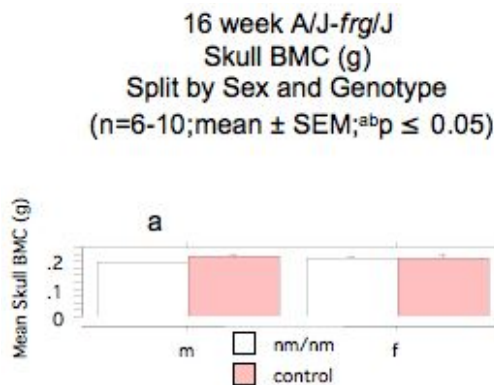 16 week A/J-frg/J
Skull BMC (g)
Split by Sex and Genotype
(n=6-10;mean ± SEM;ᵃᵇp ≤ 0.05)
a
Mean Skull BMC (g)
.2
.1
0
m
f
nm/nm
control